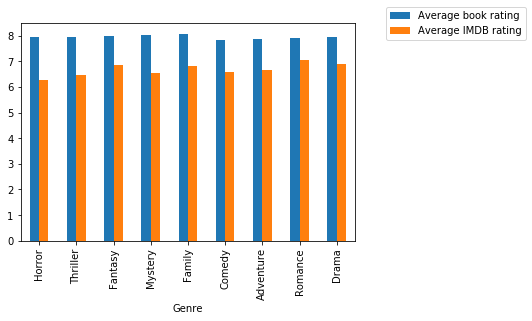 Average book rating
Average IMDB rating
8
7
6
5
4
3
2
1
0
Horror
Thriller
Fantasy
Mystery
Family
Comedy
Adventure
Romance
Drama
Genre